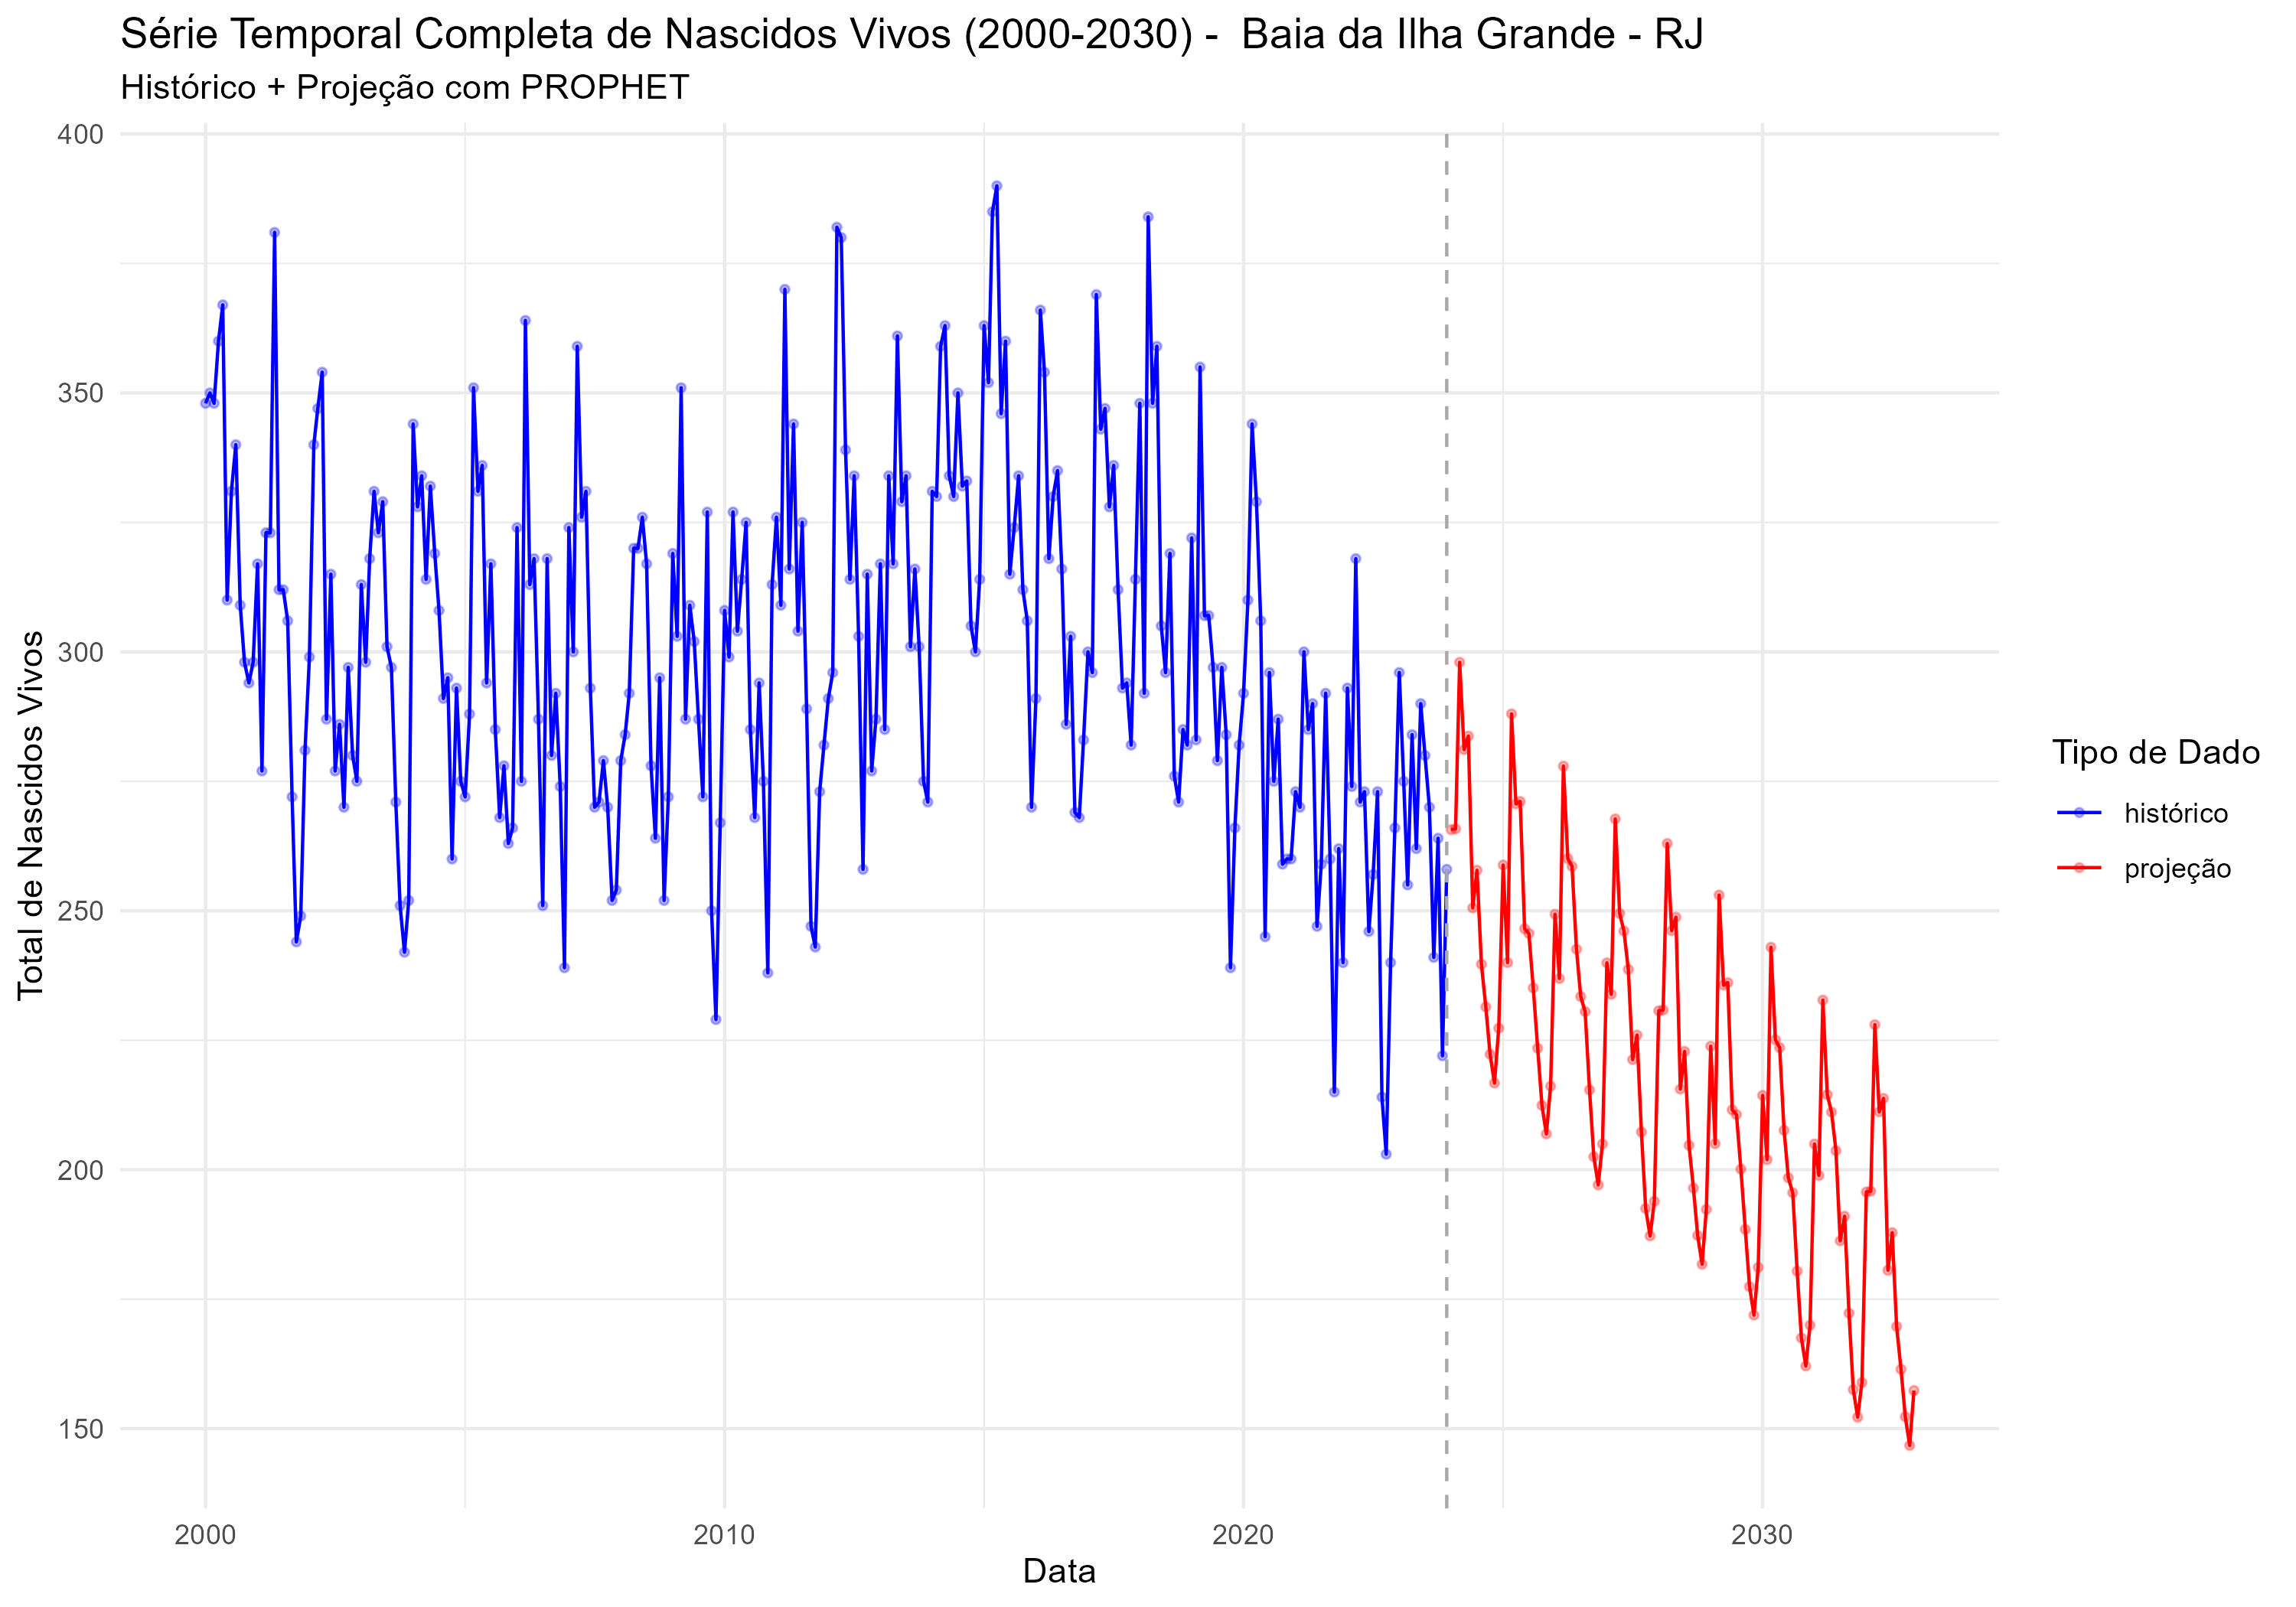 Série Temporal Completa de Nascidos Vivos (2000-2030) -  Baia da Ilha Grande - RJ
Histórico + Projeção com PROPHET
400
350
300
250
200
150
Total de Nascidos Vivos
2000
2010
2020
2030
Data
Tipo de Dado
histórico
projeção